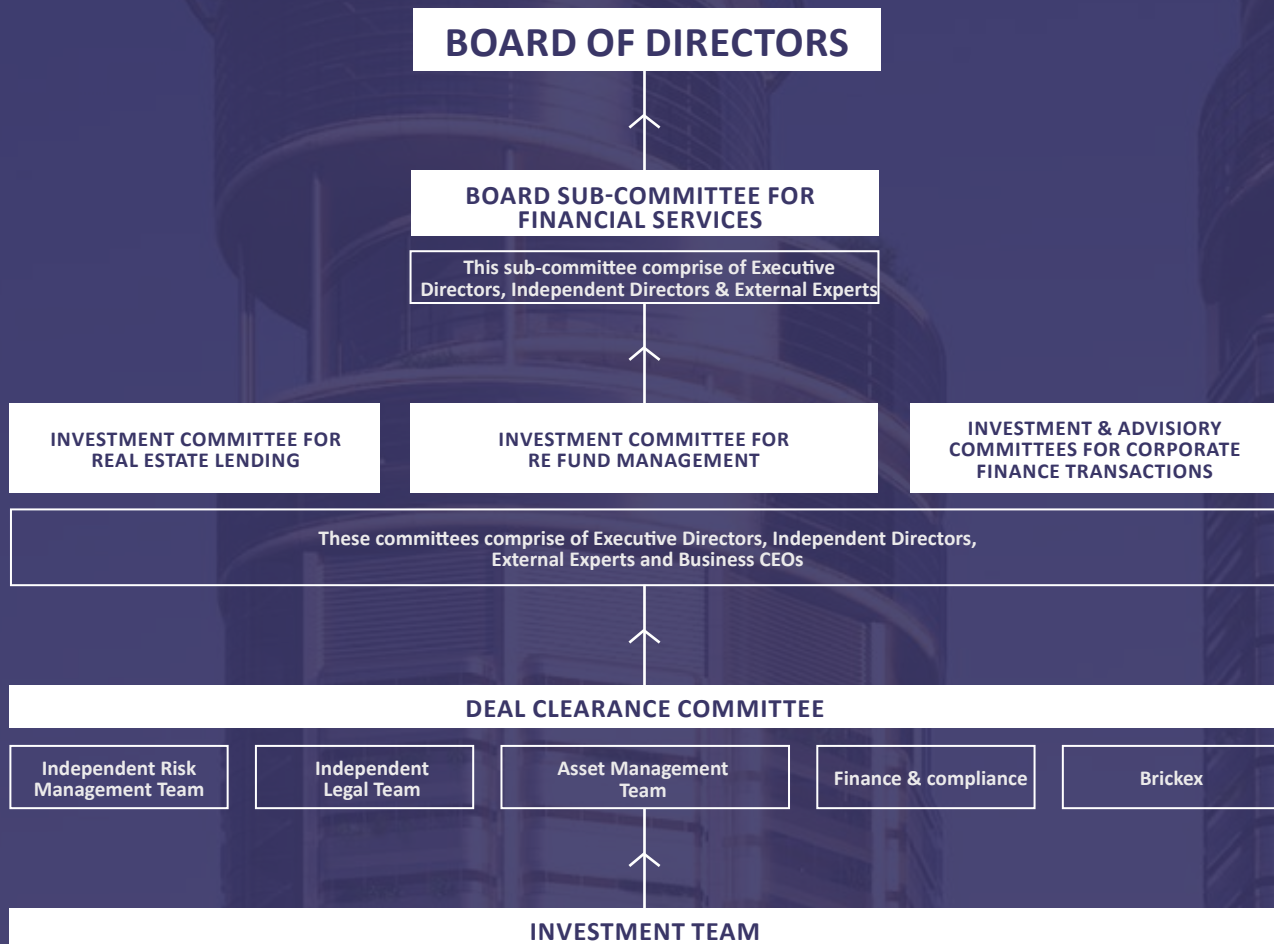 BOARD OF DIRECTORS
BOARD SUB-COMMITTEE FOR
FINANCIAL SERVICES
This sub-committee comprise of Executive
Directors, Independent Directors & External Experts
INVESTMENT COMMITTEE FOR
REAL ESTATE LENDING
INVESTMENT COMMITTEE FOR
RE FUND MANAGEMENT
INVESTMENT & ADVISIORY
COMMITTEES FOR CORPORATE
FINANCE TRANSACTIONS
These committees comprise of Executive Directors, Independent Directors,
External Experts and Business CEOs
DEAL CLEARANCE COMMITTEE
Independent Risk
Management Team
Independent
Legal Team
Asset Management
Team
Finance & compliance
Brickex
INVESTMENT TEAM